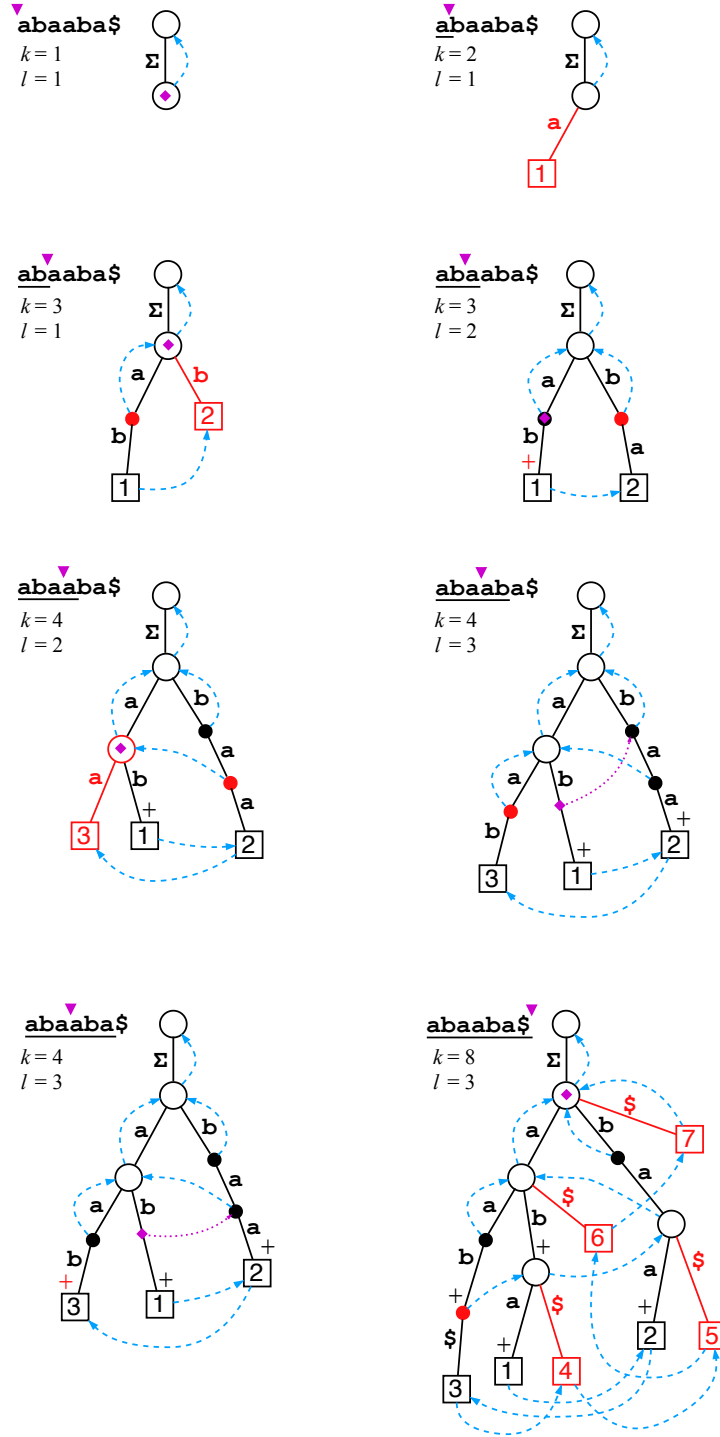 abaaba$
k = 1
l = 1
Σ
abaaba$
k = 2
l = 1
Σ
a
1
abaaba$
k = 3
l = 1
Σ
a
b
b
2
1
abaaba$
k = 3
l = 2
Σ
a
b
b
a
+
1
2
abaaba$
k = 4
l = 2
Σ
a
b
a
a
b
a
+
3
1
2
abaaba$
k = 4
l = 3
Σ
a
b
a
a
b
a
b
+
+
3
1
2
abaaba$
k = 4
l = 3
Σ
a
b
a
a
b
a
b
+
+
+
3
1
2
abaaba$
k = 8
l = 3
Σ
$
a
b
7
a
a
$
b
6
b
+
a
$
+
a
$
+
$
+
2
5
1
4
3